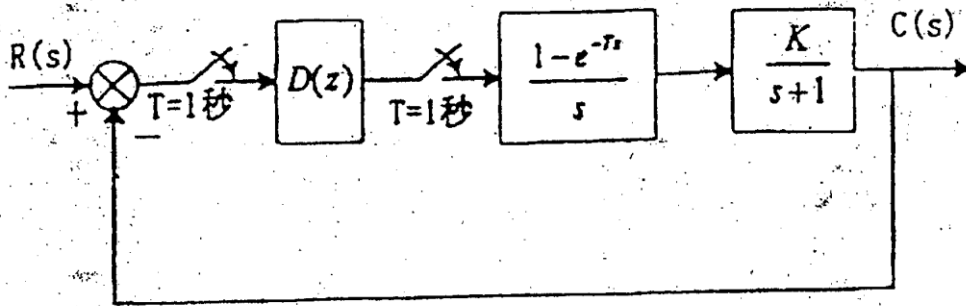 R(s)
+
−
T=1秒
D(z)
T=1秒
1-e^{-Ts}
s
K
s+1
C(s)